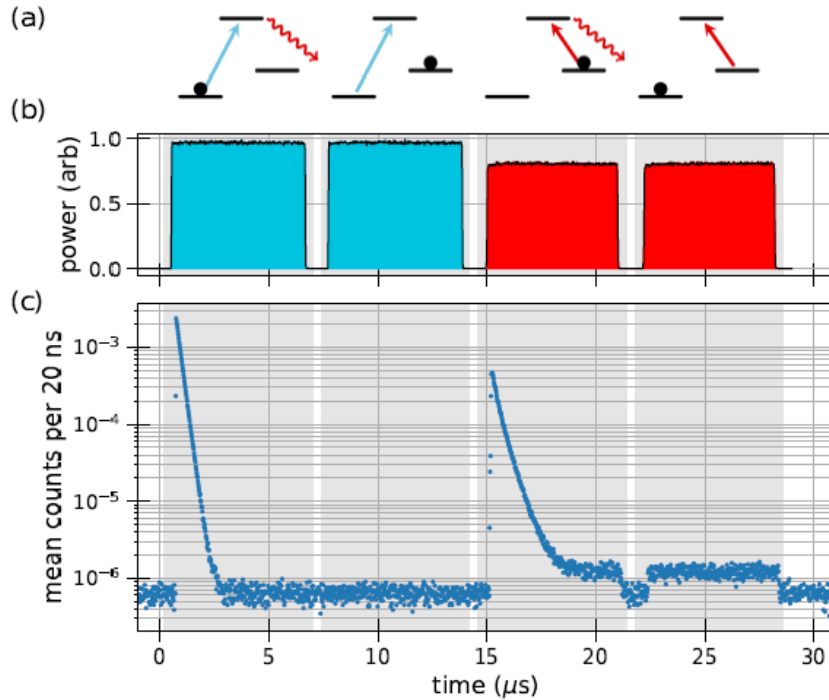 (a)
(b)
power (arb)
1.0
0.5
0.0
(c)
mean counts per 20 ns
10⁻³
10⁻⁴
10⁻⁵
10⁻⁶
0 5 10 15 20 25 30
time (μs)